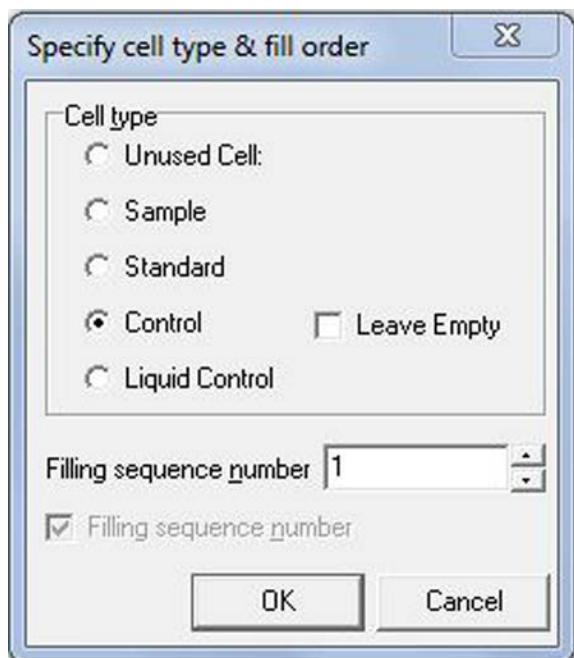 Specify cell type & fill order
Cell type
Unused Cell:
Sample
Standard
Control
Leave Empty
Liquid Control
Filling sequence number 1
Filling sequence number
OK Cancel